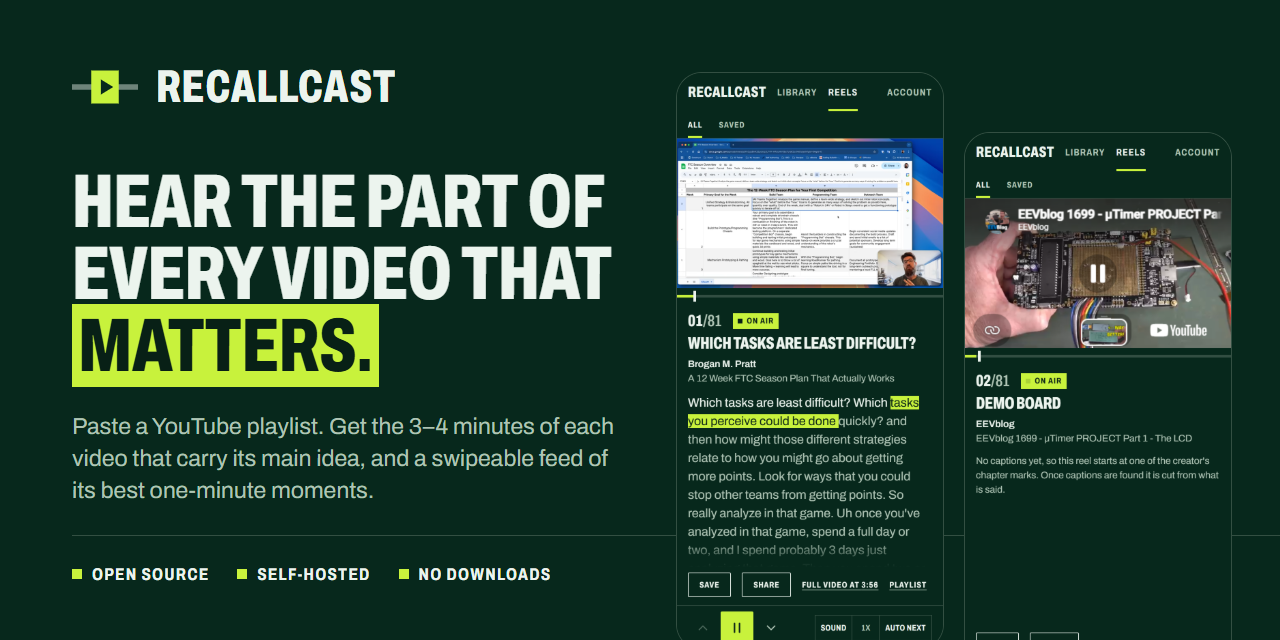 RECALLCAST
HEAR THE PART OF
EVERY VIDEO THAT
MATTERS.
Paste a YouTube playlist. Get the 3–4 minutes of each
video that carry its main idea, and a swipeable feed of
its best one-minute moments.
OPEN SOURCE
SELF-HOSTED
NO DOWNLOADS
RECALLCAST LIBRARY REELS ACCOUNT
ALL SAVED
01/81 ON AIR
WHICH TASKS ARE LEAST DIFFICULT?
Brogan M. Pratt
A 12 Week FTC Season Plan That Actually Works
Which tasks are least difficult? Which tasks
you perceive could be done quickly? and
then how might those different strategies
relate to how you might go about getting
more points. Look for ways that you could
stop other teams from getting points. So
really analyze in that game. Uh once you've
analyzed in that game, spend a full day or
two, and I spend probably 3 days just
SAVE SHARE FULL VIDEO AT 3:56 PLAYLIST
SOUND 1X AUTO NEXT
RECALLCAST LIBRARY REELS ACCOUNT
ALL SAVED
EEVblog 1699 - µTimer PROJECT Pa
EEVblog
YouTube
02/81 ON AIR
DEMO BOARD
EEVblog
EEVblog 1699 - µTimer PROJECT Part 1 - The LCD
No captions yet, so this reel starts at one of the creator's
chapter marks. Once captions are found it is cut from what
is said.